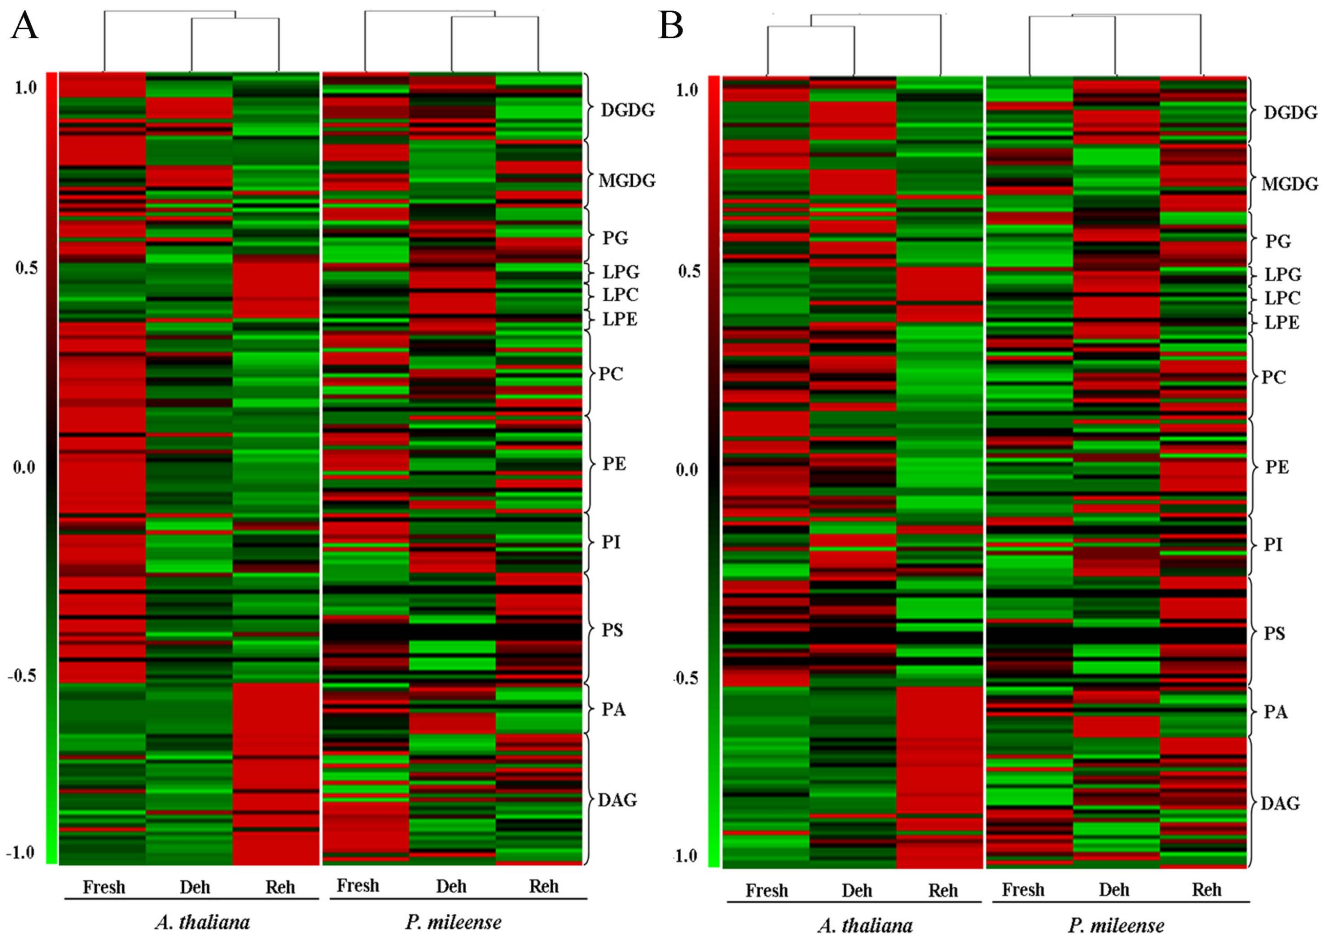 A
1.0
0.5
0.0
-0.5
-1.0
DGDG
MGDG
PG
LPG
LPC
LPE
PC
PE
PI
PS
PA
DAG
Fresh Deh Reh Fresh Deh Reh
A. thaliana P. mileense
B
1.0
0.5
0.0
-0.5
1.0
DGDG
MGDG
PG
LPG
LPC
LPE
PC
PE
PI
PS
PA
DAG
Fresh Deh Reh Fresh Deh Reh
A. thaliana P. mileense